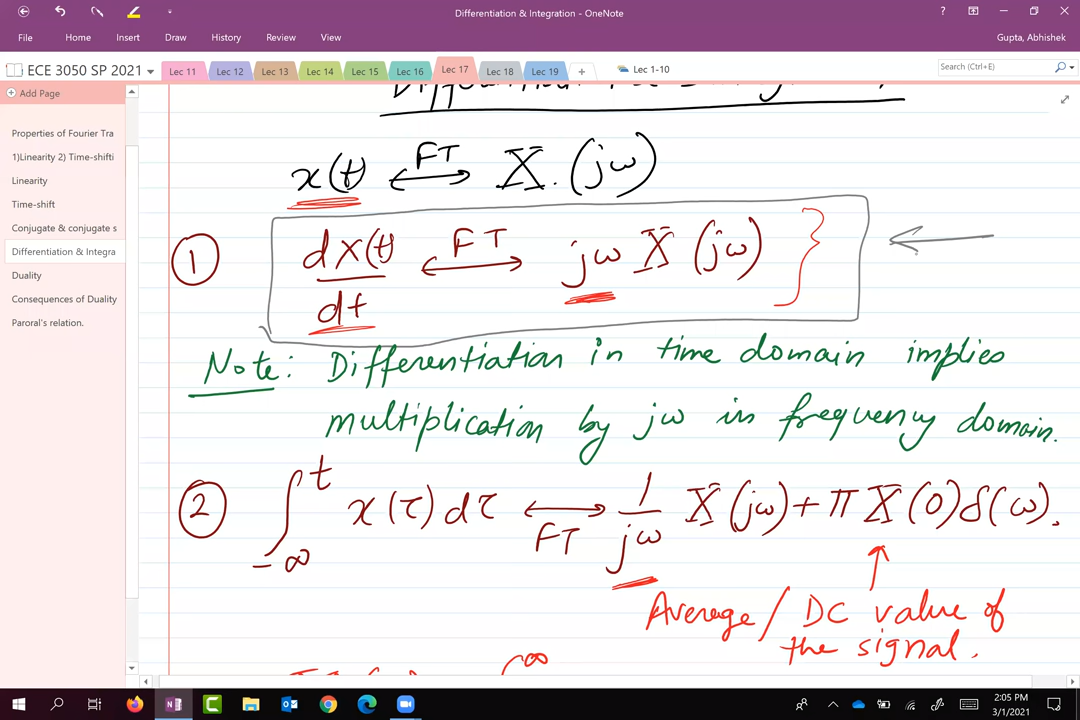 Differentiation & Integration - OneNote
?
File Home Insert Draw History Review View
Gupta, Abhishek
ECE 3050 SP 2021
Lec 11 Lec 12 Lec 13 Lec 14 Lec 15 Lec 16 Lec 17 Lec 18 Lec 19 + Lec 1-10
Search (Ctrl+E)
Add Page
Properties of Fourier Tra
1)Linearity 2) Time-shifti
Linearity
Time-shift
Conjugate & conjugate s
Differentiation & Integra
Duality
Consequences of Duality
Paroral's relation.
x(t) FT X(jω)
① dx(t)/dt FT jω X(jω)
Note: Differentiation in time domain implies
multiplication by jω in frequency domain.
② ∫_{-∞}^{t} x(τ)dτ ⟷ FT 1/jω X(jω) + π X(0)δ(ω).
Average / DC value of
the signal.
2:05 PM
3/1/2021